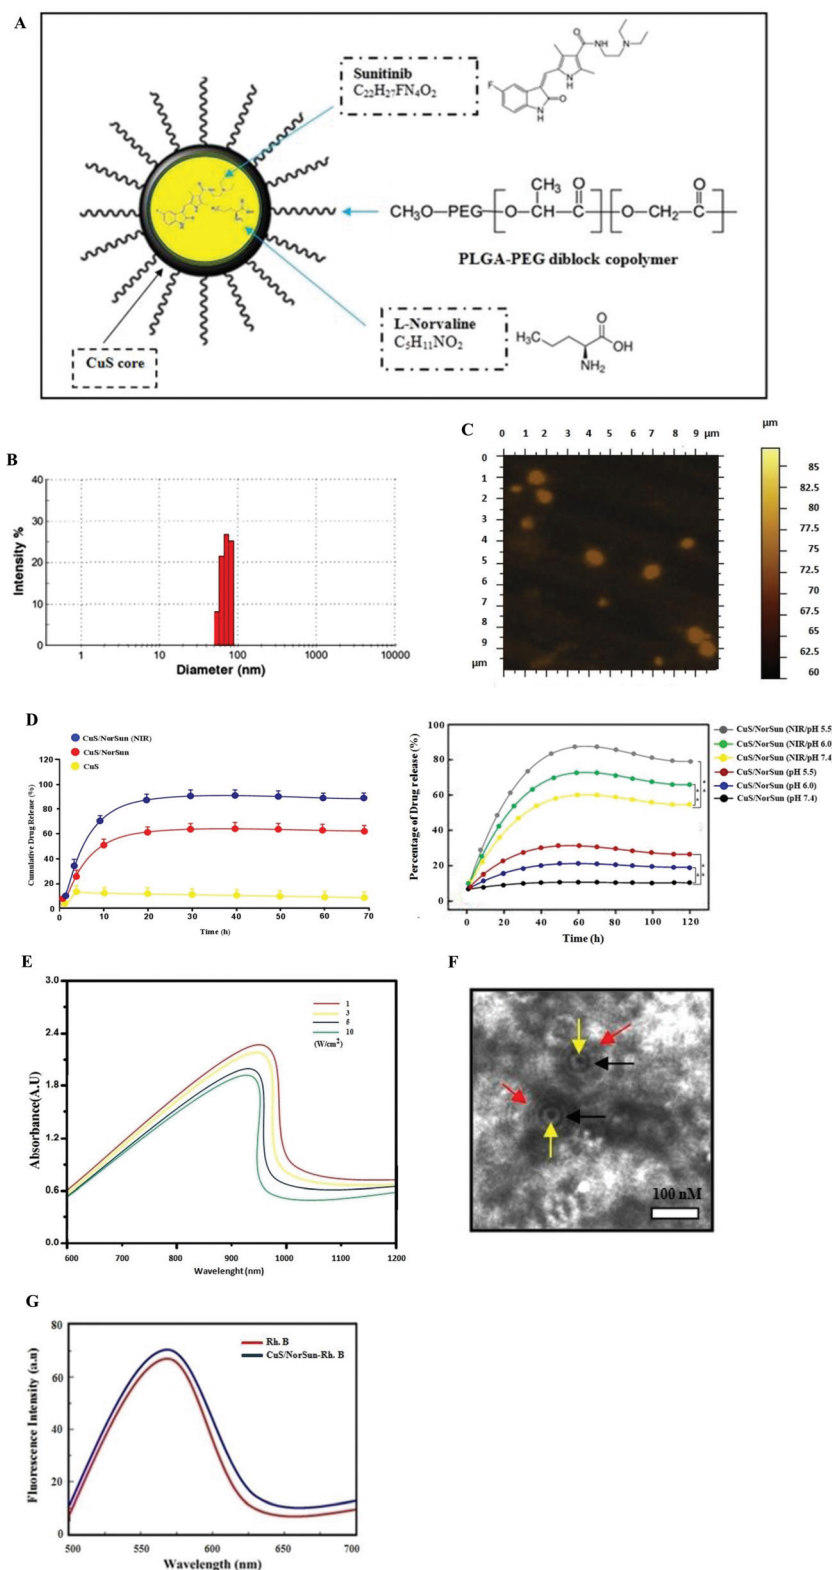 A
Sunitinib
C22H27FN4O2
O
NH
N
F
NH
O
N
H
CH3
O
O
CH3O—PEG
O—CH—C
O—CH2—C
PLGA-PEG diblock copolymer
L-Norvaline
C5H11NO2
O
H3C
OH
NH2
CuS core
B
40
30
20
10
0
Intensity %
1
10
100
1000
10000
Diameter (nm)
C
0 1 2 3 4 5 6 7 8 9 µm
0
1
2
3
4
5
6
7
8
9
µm
µm
85
82.5
80
77.5
75
72.5
70
67.5
65
62.5
60
D
CuS/NorSun (NIR)
CuS/NorSun
CuS
120
100
80
60
40
20
0
Cumulative Drug Release (%)
0 10 20 30 40 50 60 70
Time (h)
100
80
60
40
20
0
Percentage of Drug release (%)
0 20 40 60 80 100 120
Time (h)
CuS/NorSun (NIR/pH 5.5
CuS/NorSun (NIR/pH 6.0
CuS/NorSun (NIR/pH 7.4
CuS/NorSun (pH 5.5)
CuS/NorSun (pH 6.0)
CuS/NorSun (pH 7.4)
E
3.0
2.4
1.8
1.2
0.6
0.0
Absorbance(A.U)
1
3
5
10
(W/cm2)
600 700 800 900 1000 1100 1200
Wavelenght (nm)
F
100 nM
G
80
60
40
20
0
Fluorescence Intensity (a.u)
Rh. B
CuS/NorSun-Rh. B
500 550 600 650 700
Wavelength (nm)